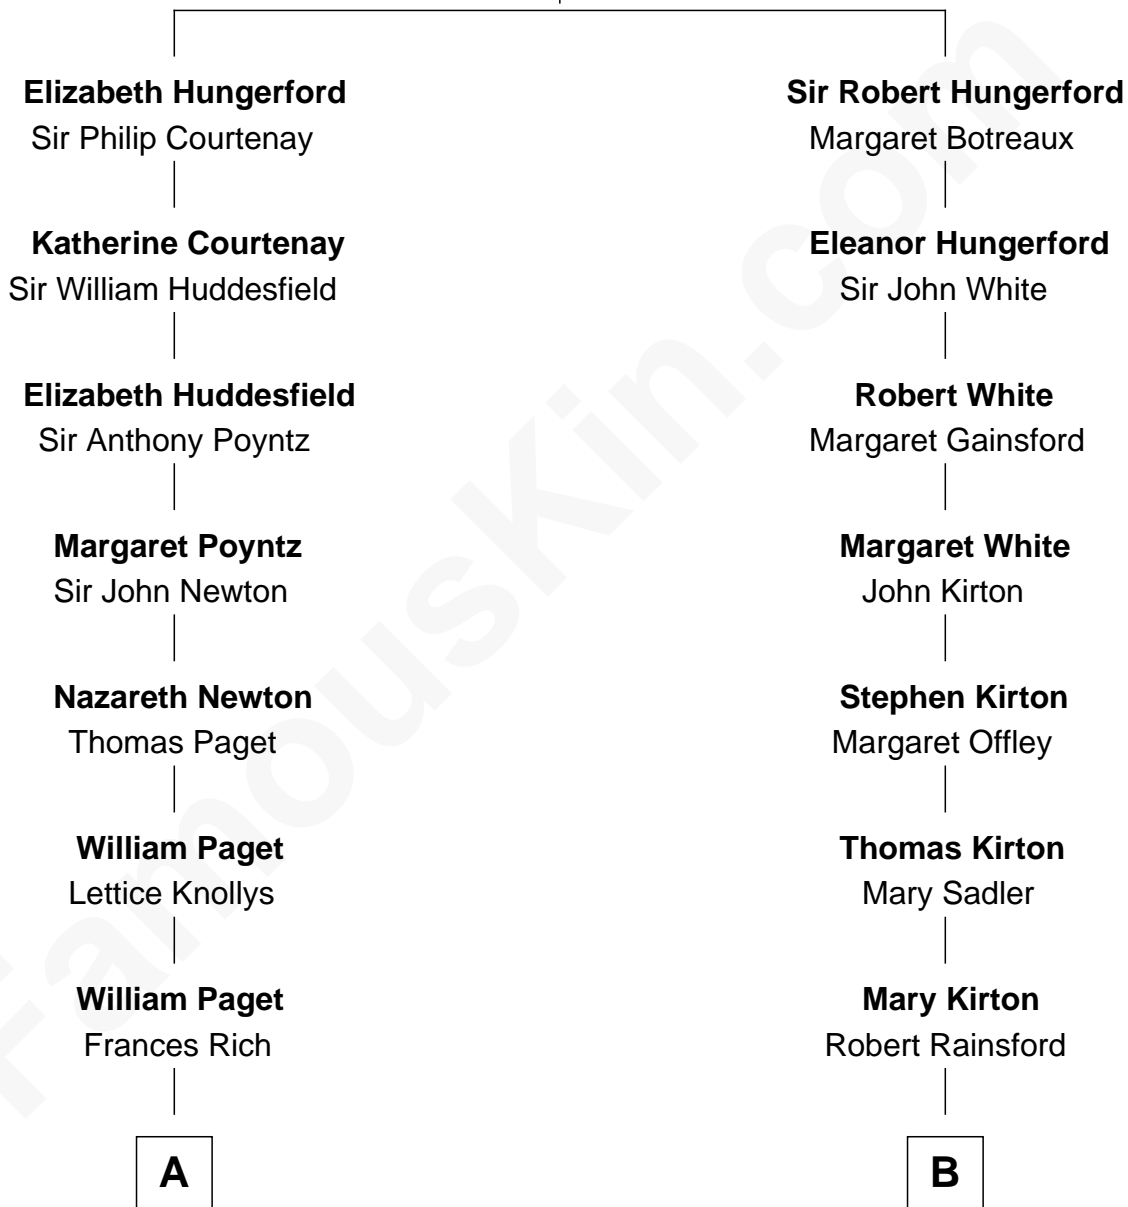 Elizabeth Hungerford
Sir Philip Courtenay
Katherine Courtenay
Sir William Huddesfield
Elizabeth Huddesfield
Sir Anthony Poyntz
Margaret Poyntz
Sir John Newton
Nazareth Newton
Thomas Paget
William Paget
Lettice Knollys
William Paget
Frances Rich
A
Sir Robert Hungerford
Margaret Botreaux
Eleanor Hungerford
Sir John White
Robert White
Margaret Gainsford
Margaret White
John Kirton
Stephen Kirton
Margaret Offley
Thomas Kirton
Mary Sadler
Mary Kirton
Robert Rainsford
B
FamousKin.com